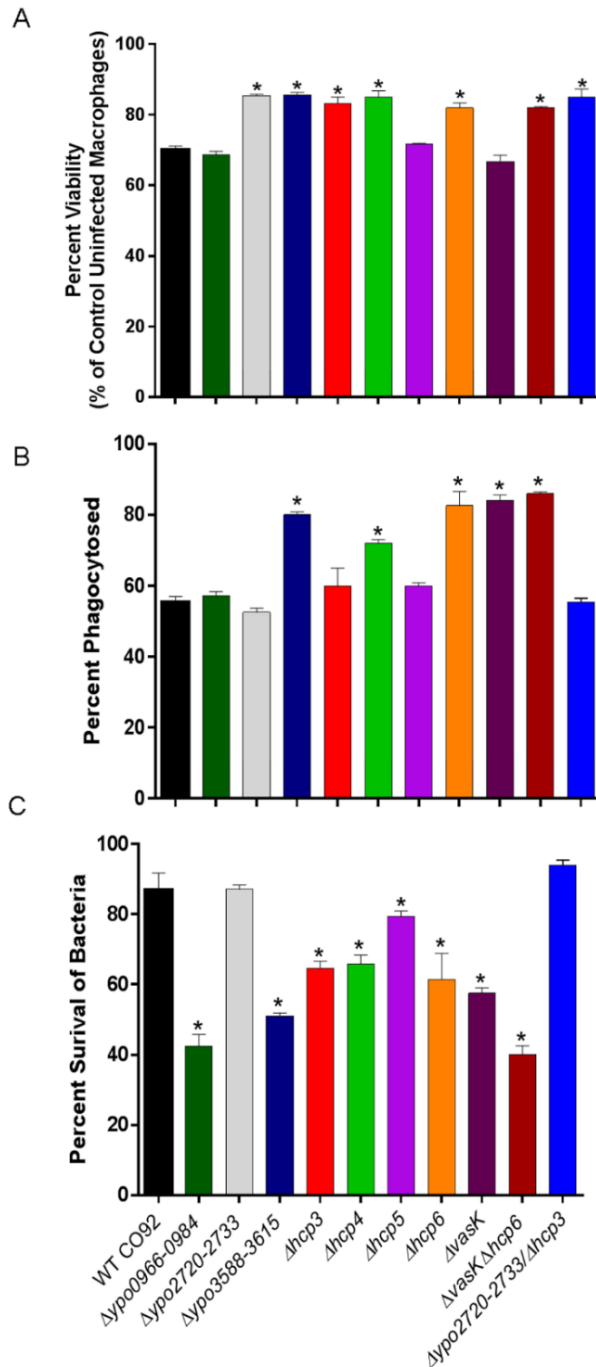 A
Percent Viability
(% of Control Uninfected Macrophages)
100
80
60
40
20
0
* * * * * * *
B
Percent Phagocytosed
100
80
60
40
20
0
* * * * *
C
Percent Surival of Bacteria
100
80
60
40
20
0
* * * * * * * *
WT CO92
Δypo0966-0984
Δypo2720-2733
Δypo3588-3615
Δhcp3
Δhcp4
Δhcp5
Δhcp6
ΔvasK
ΔvasKΔhcp6
Δypo2720-2733/Δhcp3